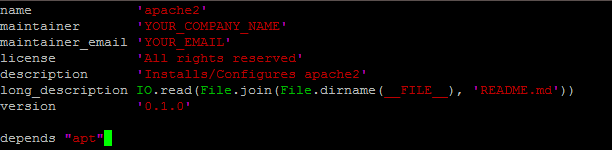 name             'apache2'
maintainer       'YOUR_COMPANY_NAME'
maintainer_email 'YOUR_EMAIL'
license          'All rights reserved'
description      'Installs/Configures apache2'
long_description IO.read(File.join(File.dirname(__FILE__), 'README.md'))
version          '0.1.0'

depends "apt"